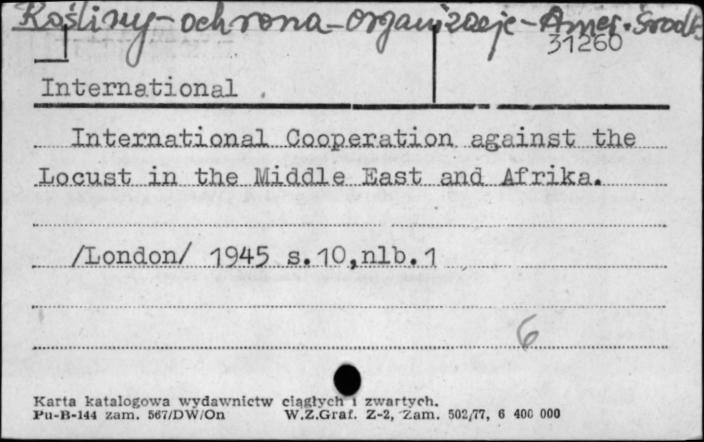 Rośliny - ochrona - organizacje - Amer. Środk
31260
International
International Cooperation against the
Locust in the Middle East and Afrika.
/London/ 1945 s.10,nlb.1
6
Karta katalogowa wydawnictw ciągłych i zwartych.
Pu-B-144 zam. 567/DW/On W.Z.Graf. Z-2, Zam. 502/77, 6 400 000